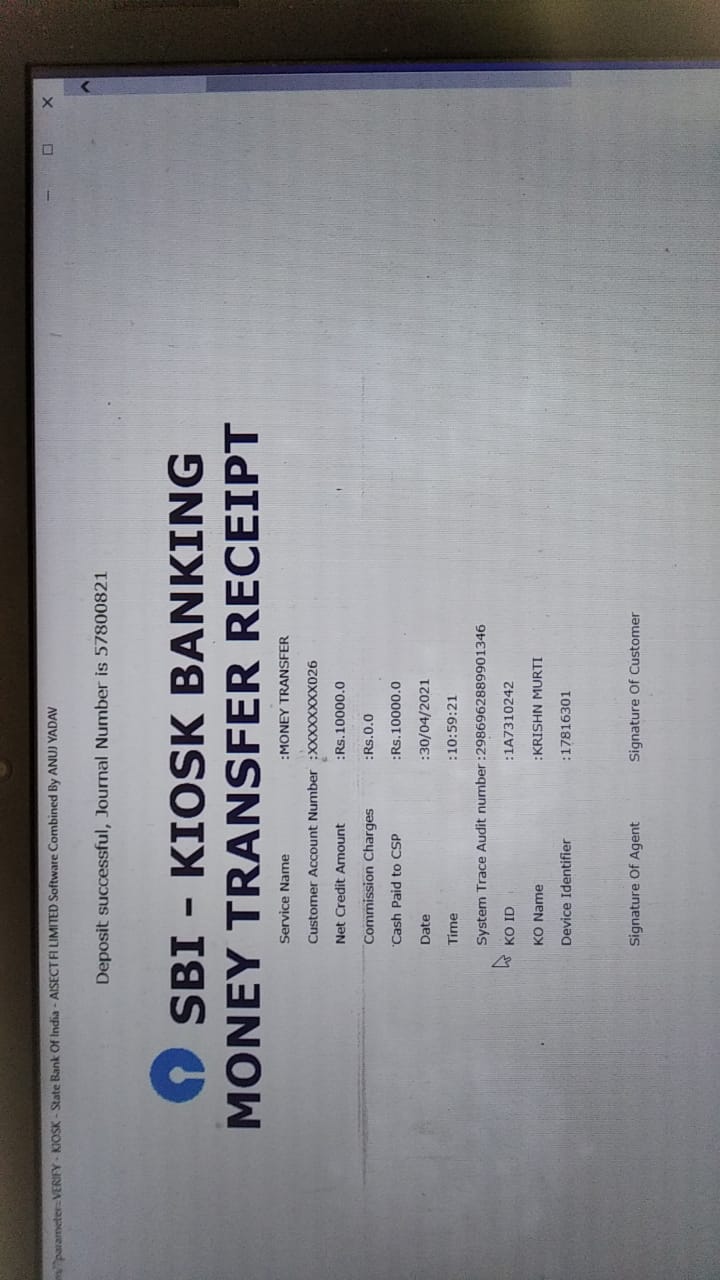 parameter=VERIFY - KIOSK - State Bank Of India - AISECT FI LIMITED Software Combined By ANUJ YADAV
Deposit successful, Journal Number is 57800821
SBI - KIOSK BANKING
MONEY TRANSFER RECEIPT
Service Name :MONEY TRANSFER
Customer Account Number :XXXXXXXX026
Net Credit Amount :Rs.10000.0
Commission Charges :Rs.0.0
Cash Paid to CSP :Rs.10000.0
Date :30/04/2021
Time :10:59:21
System Trace Audit number :2986962889901346
KO ID :1A7310242
KO Name :KRISHN MURTI
Device Identifier :17816301
Signature Of Agent Signature Of Customer